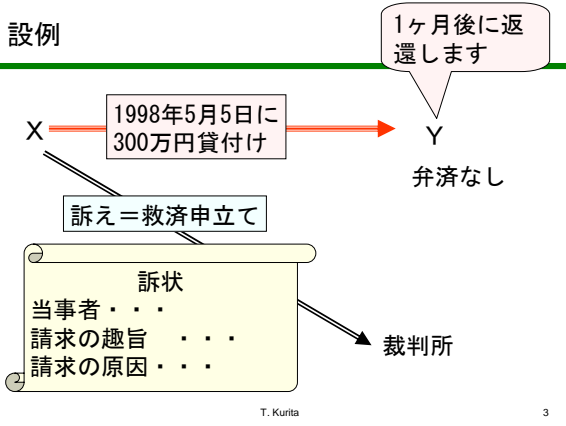 設例
1ヶ月後に返
還します
1998年5月5日に
300万円貸付け
X
Y
弁済なし
訴え＝救済申立て
訴状
当事者・・・
請求の趣旨　・・・
請求の原因・・・
裁判所
T. Kurita
3